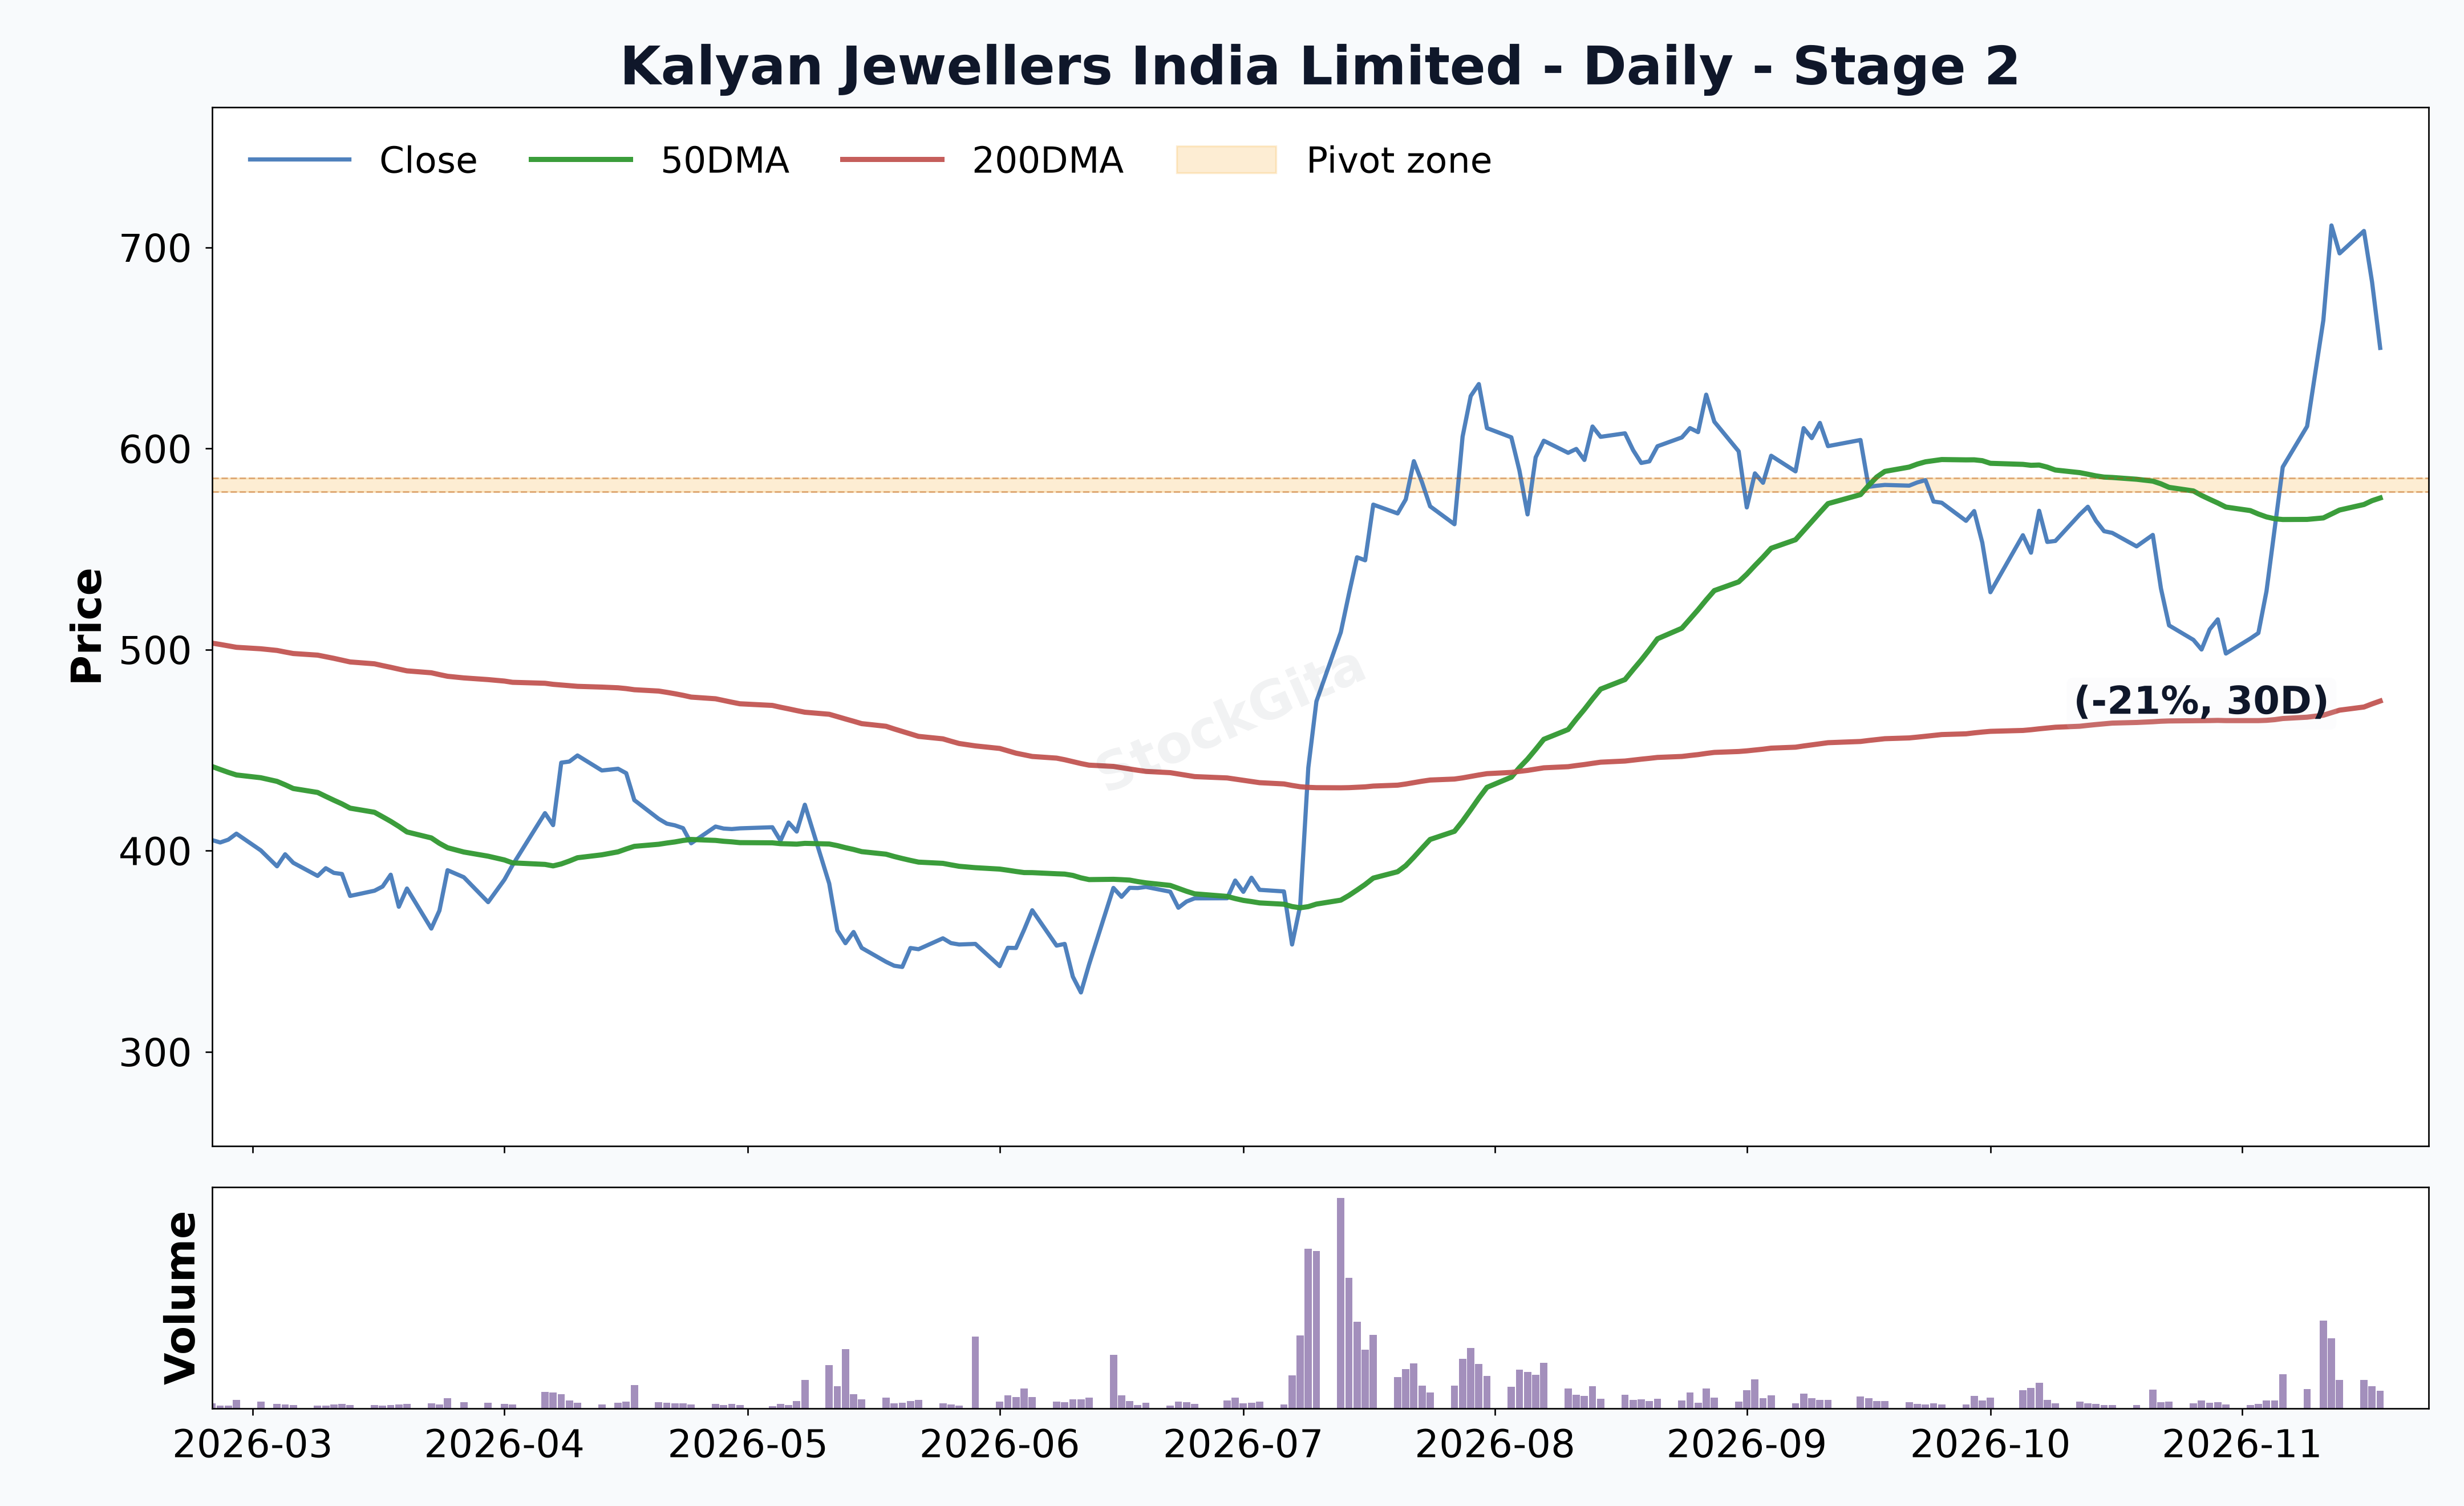 Kalyan Jewellers India Limited - Daily - Stage 2
Close 50DMA 200DMA Pivot zone
700
600
500
400
300
Price
StockGita
(-21%, 30D)
Volume
2026-03 2026-04 2026-05 2026-06 2026-07 2026-08 2026-09 2026-10 2026-11